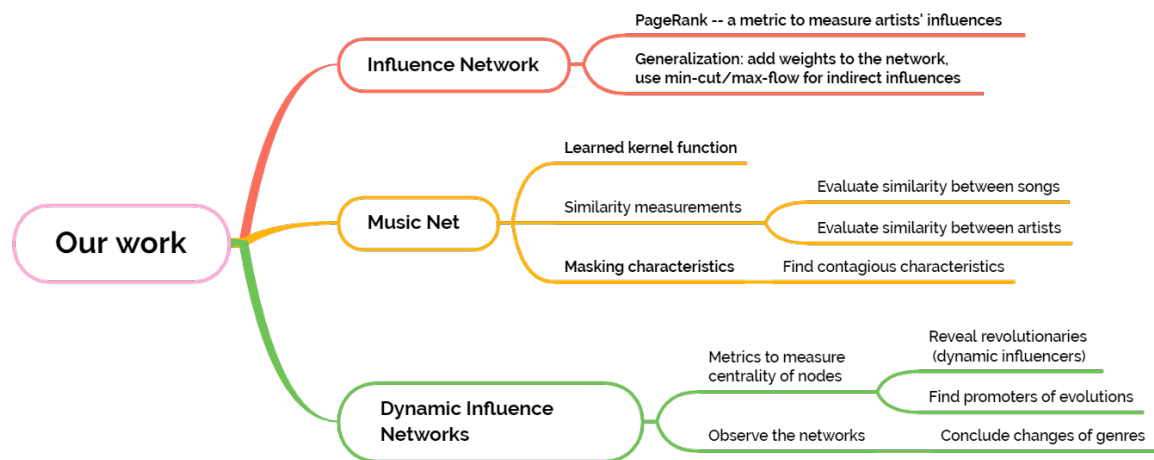 Our work
Influence Network
PageRank -- a metric to measure artists' influences
Generalization: add weights to the network,
use min-cut/max-flow for indirect influences
Music Net
Learned kernel function
Similarity measurements
Evaluate similarity between songs
Evaluate similarity between artists
Masking characteristics
Find contagious characteristics
Dynamic Influence
Networks
Metrics to measure
centrality of nodes
Reveal revolutionaries
(dynamic influencers)
Find promoters of evolutions
Observe the networks
Conclude changes of genres